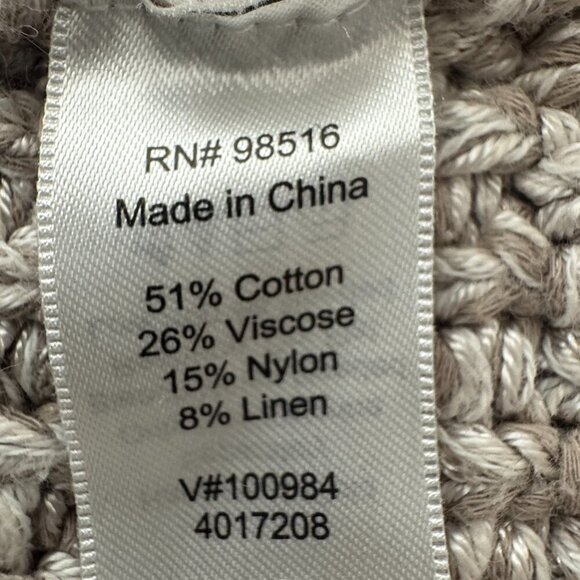 RN# 98516
Made in China
51% Cotton
26% Viscose
15% Nylon
8% Linen
V#100984
4017208